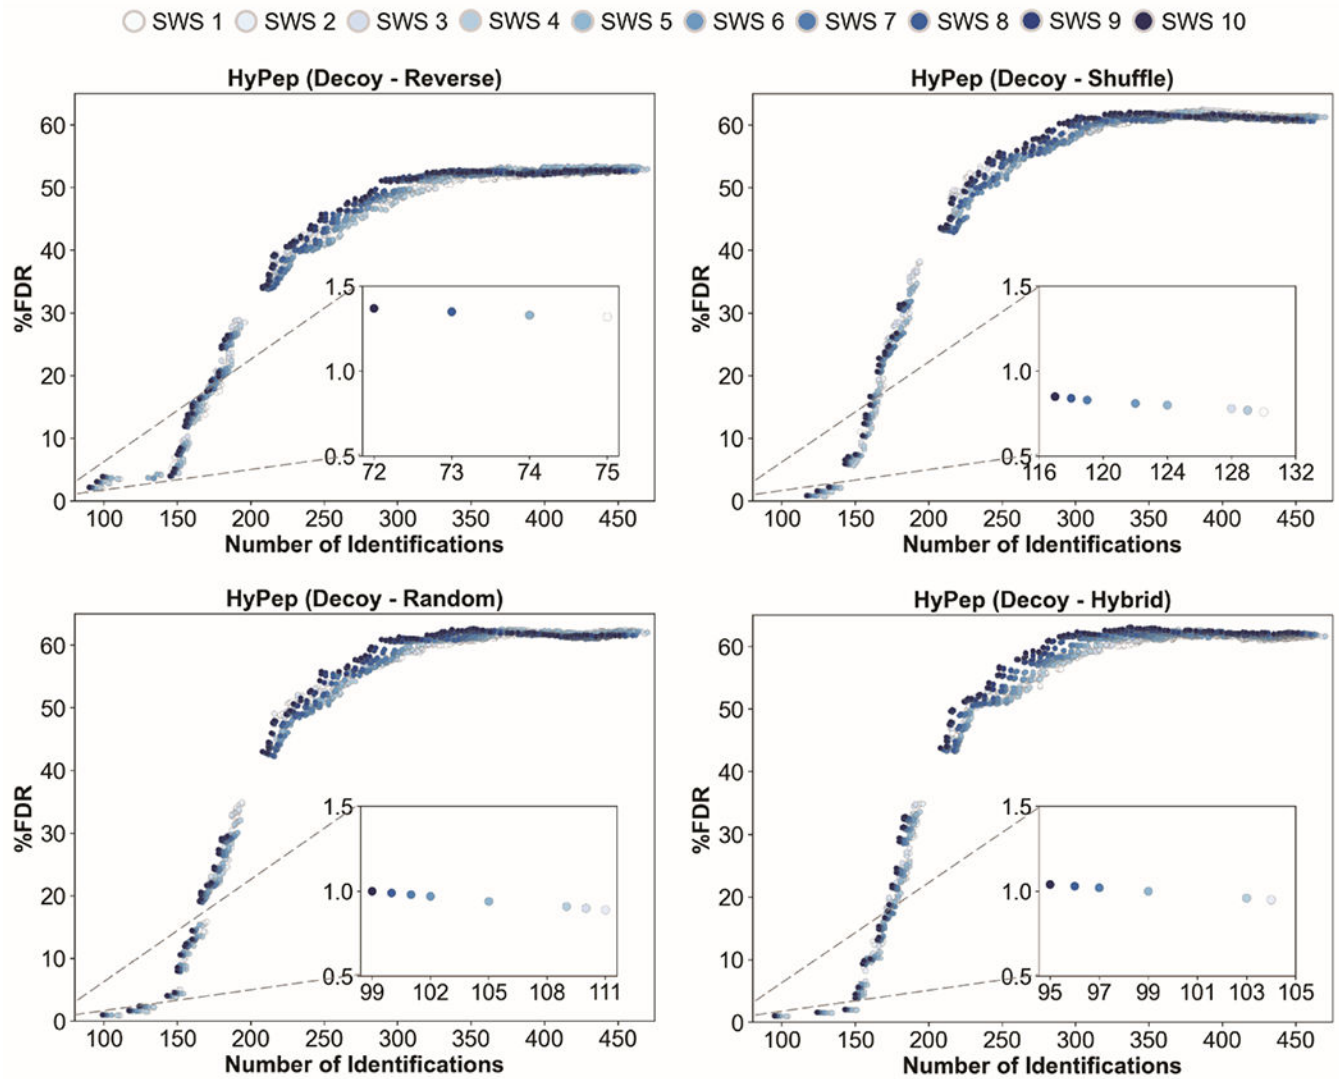 SWS 1 SWS 2 SWS 3 SWS 4 SWS 5 SWS 6 SWS 7 SWS 8 SWS 9 SWS 10
HyPep (Decoy - Reverse)
%FDR
60
50
40
30
20
10
0
1.5
1.0
0.5
72 73 74 75
100 150 200 250 300 350 400 450
Number of Identifications
HyPep (Decoy - Shuffle)
%FDR
60
50
40
30
20
10
0
1.5
1.0
0.5
116 120 124 128 132
100 150 200 250 300 350 400 450
Number of Identifications
HyPep (Decoy - Random)
%FDR
60
50
40
30
20
10
0
1.5
1.0
0.5
99 102 105 108 111
100 150 200 250 300 350 400 450
Number of Identifications
HyPep (Decoy - Hybrid)
%FDR
60
50
40
30
20
10
0
1.5
1.0
0.5
95 97 99 101 103 105
100 150 200 250 300 350 400 450
Number of Identifications